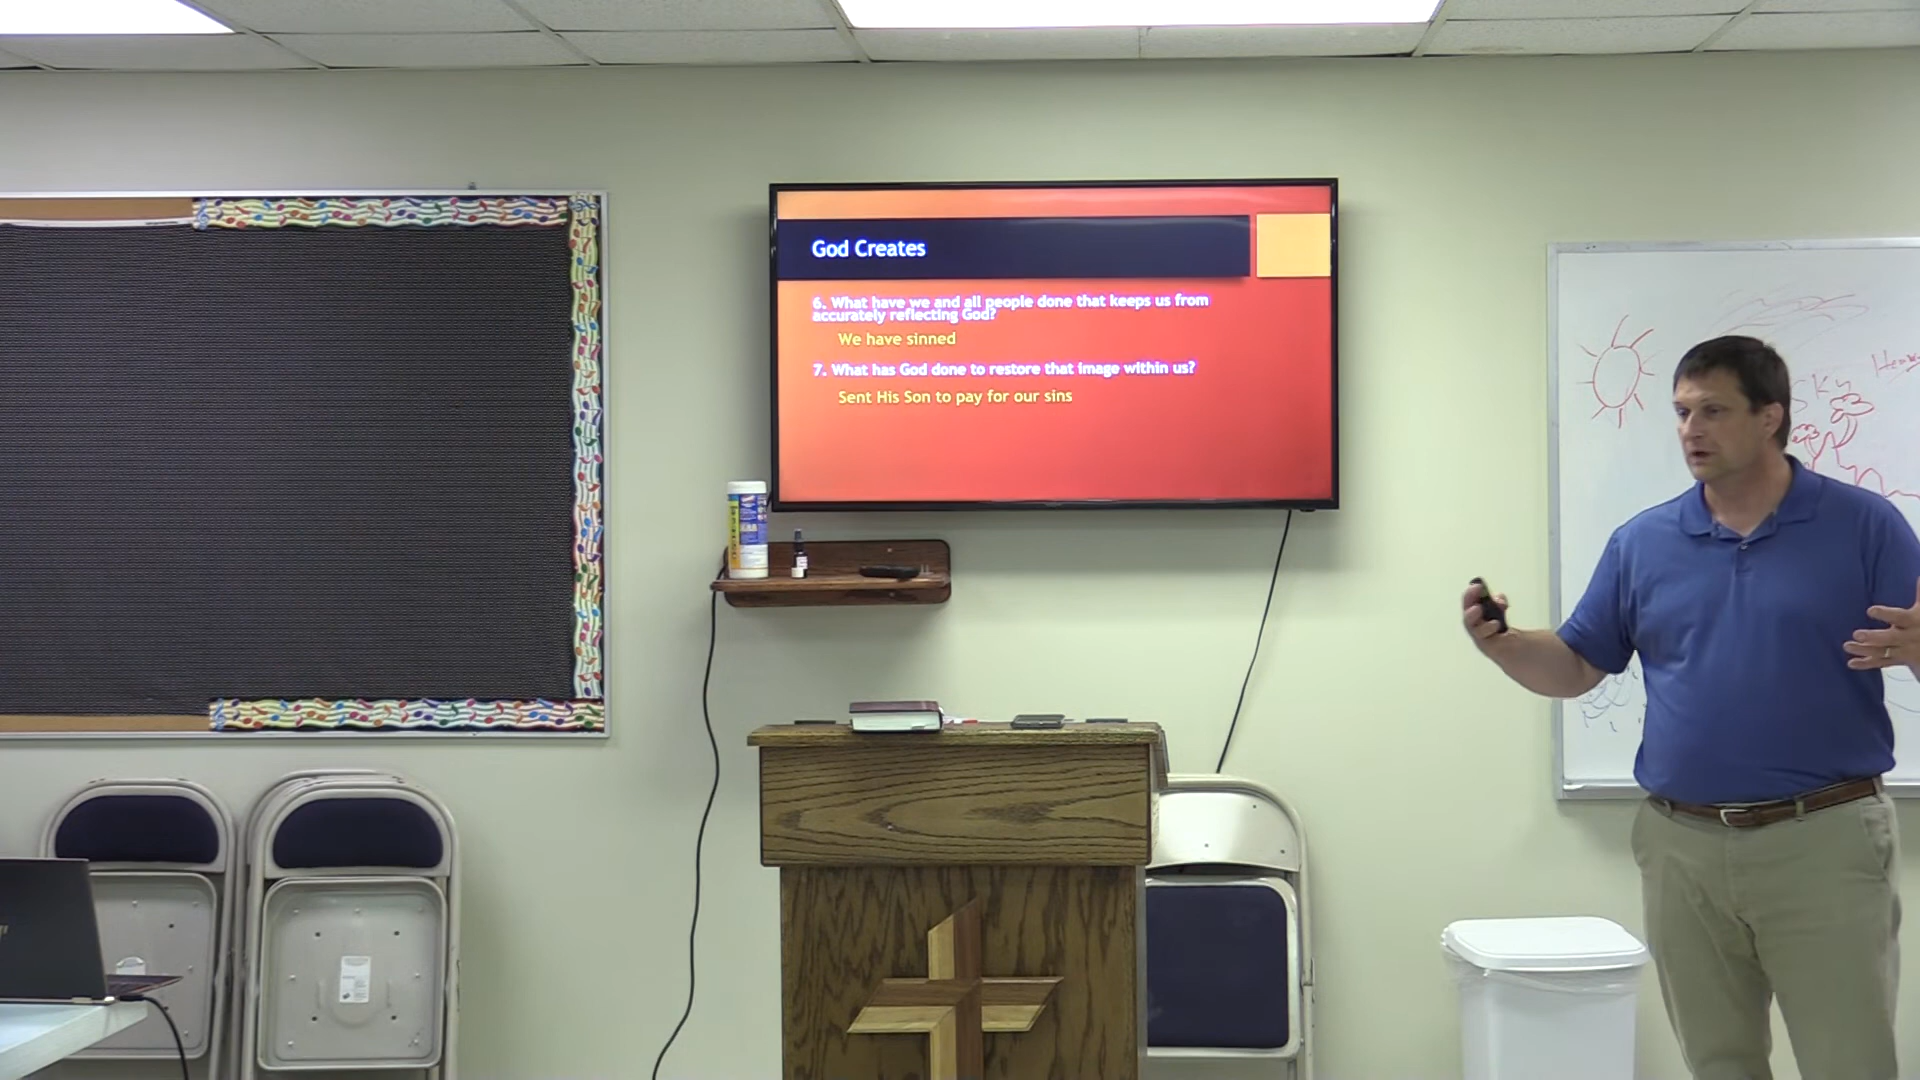 God Creates
6. What have we and all people done that keeps us from
accurately reflecting God?
We have sinned
7. What has God done to restore that image within us?
Sent His Son to pay for our sins
Sky